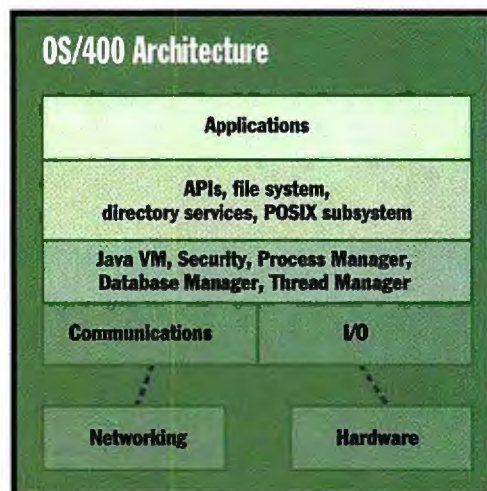 OS/400 Architecture
Applications
APIs, file system,
directory services, POSIX subsystem
Java VM, Security, Process Manager,
Database Manager, Thread Manager
Communications
I/O
Networking
Hardware